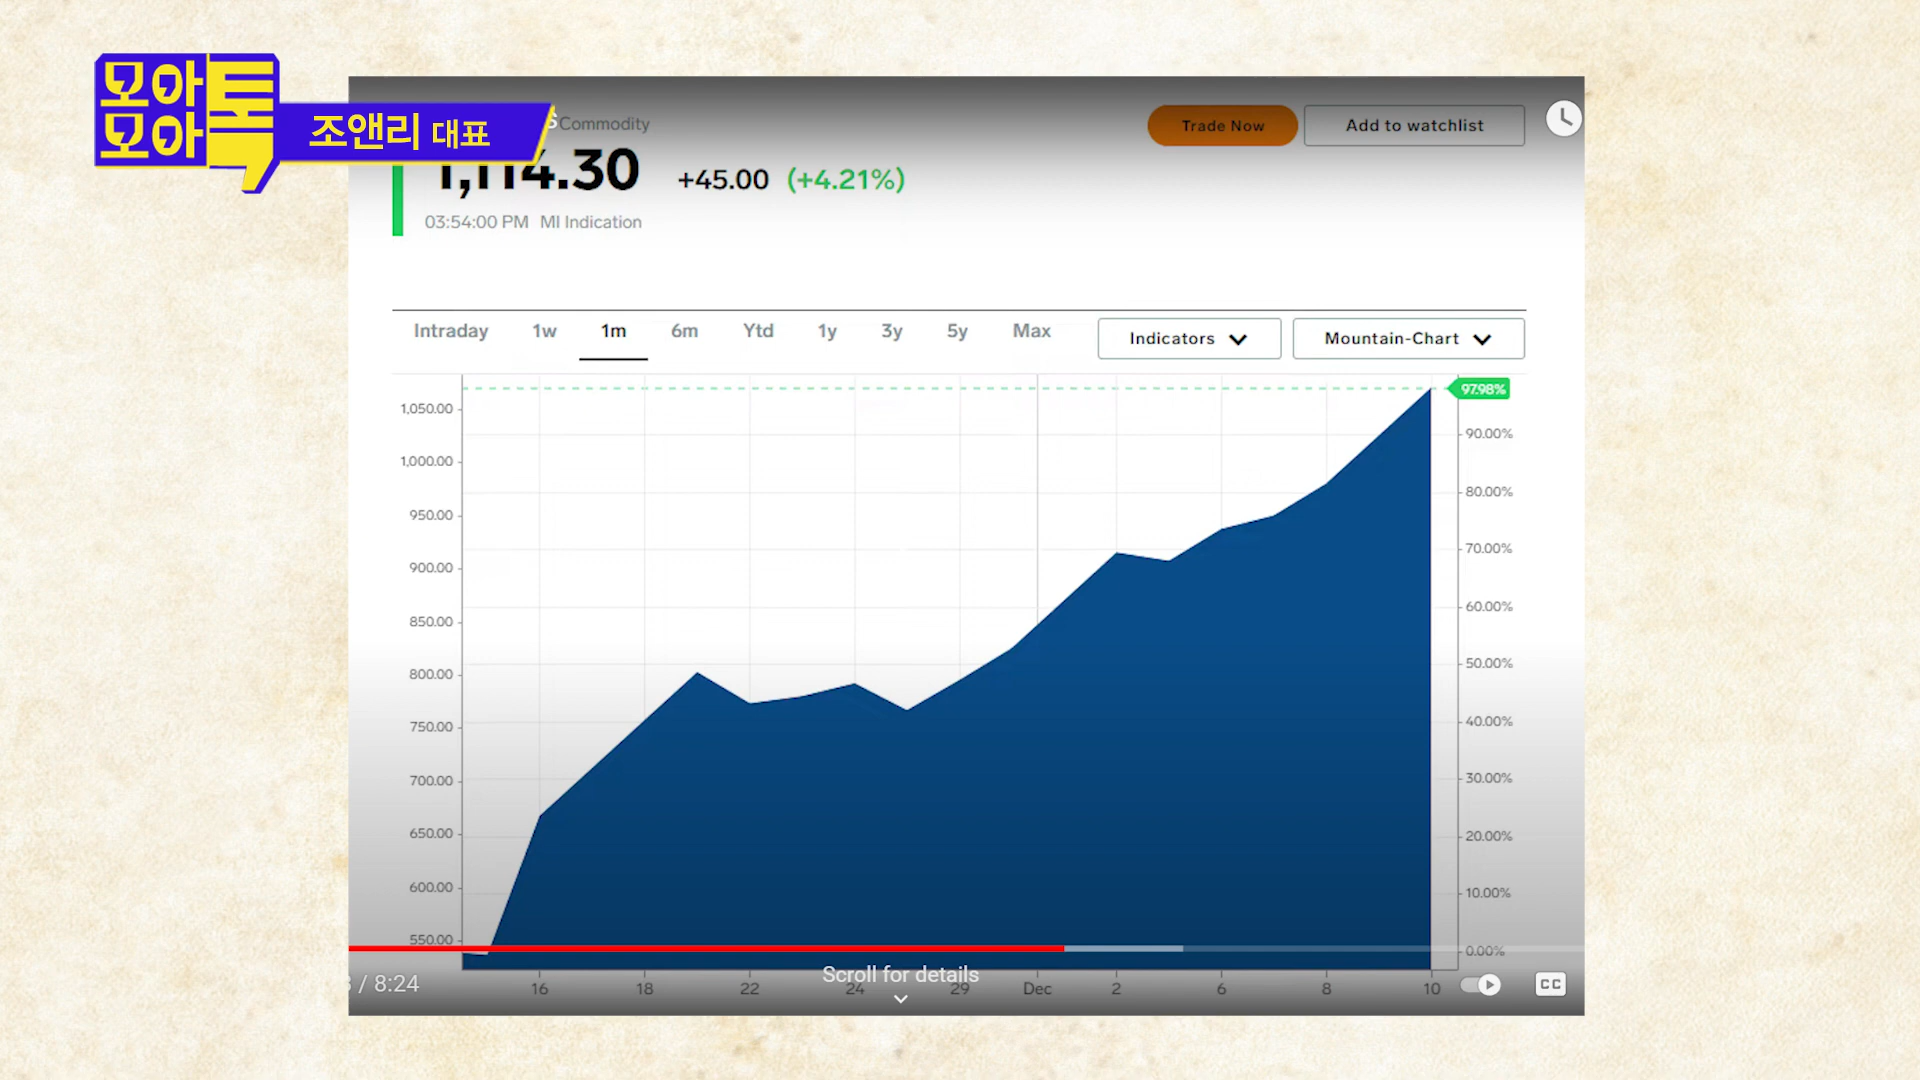 모아
모아
톡
조앤리 대표
Commodity
1,114.30
+45.00 (+4.21%)
03:54:00 PM MI Indication
Trade Now
Add to watchlist
Intraday 1w 1m 6m Ytd 1y 3y 5y Max
Indicators
Mountain-Chart
97.98%
1,050.00
1,000.00
950.00
900.00
850.00
800.00
750.00
700.00
650.00
600.00
550.00
90.00%
80.00%
70.00%
60.00%
50.00%
40.00%
30.00%
20.00%
10.00%
0.00%
16 18 22 24 29 Dec 2 6 8 10
Scroll for details
/ 8:24
CC